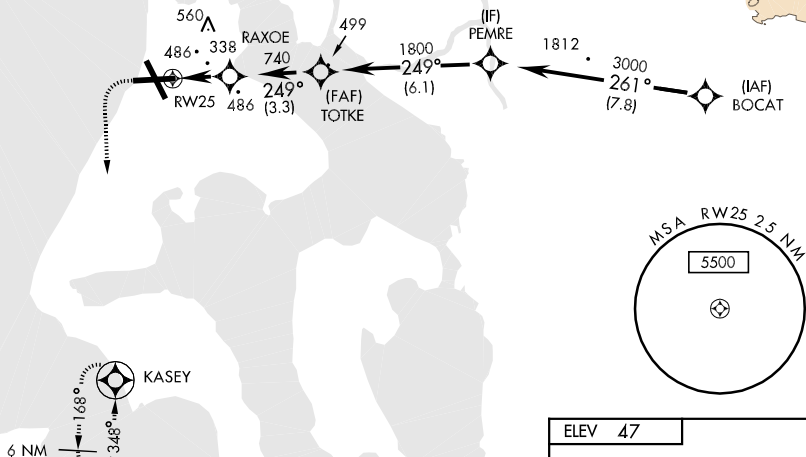 560
486
338
RAXOE
740
249°
(3.3)
486
RW25
499
(FAF)
TOTKE
1800
249°
(6.1)
(IF)
PEMRE
1812
3000
261°
(7.8)
(IAF)
BOCAT
MSA RW25 25 NM
5500
KASEY
168°
348°
6 NM
ELEV 47